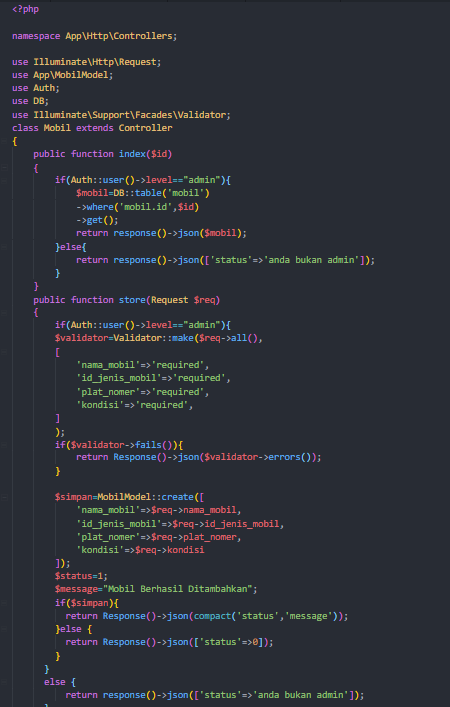 <?php
namespace App\Http\Controllers;
use Illuminate\Http\Request;
use App\MobilModel;
use Auth;
use DB;
use Illuminate\Support\Facades\Validator;
class Mobil extends Controller
{
    public function index($id)
    {
        if(Auth::user()->level=="admin"){
            $mobil=DB::table('mobil')
            ->where('mobil.id',$id)
            ->get();
            return response()->json($mobil);
        }else{
            return response()->json(['status'=>'anda bukan admin']);
        }
    }
    public function store(Request $req)
    {
        if(Auth::user()->level=="admin"){
        $validator=Validator::make($req->all(),
        [
            'nama_mobil'=>'required',
            'id_jenis_mobil'=>'required',
            'plat_nomer'=>'required',
            'kondisi'=>'required',
        ]
        );
        if($validator->fails()){
            return Response()->json($validator->errors());
        }
        $simpan=MobilModel::create([
            'nama_mobil'=>$req->nama_mobil,
            'id_jenis_mobil'=>$req->id_jenis_mobil,
            'plat_nomer'=>$req->plat_nomer,
            'kondisi'=>$req->kondisi
        ]);
        $status=1;
        $message="Mobil Berhasil Ditambahkan";
        if($simpan){
          return Response()->json(compact('status','message'));
        }else {
          return Response()->json(['status'=>0]);
        }
      }
      else {
          return response()->json(['status'=>'anda bukan admin']);
      }